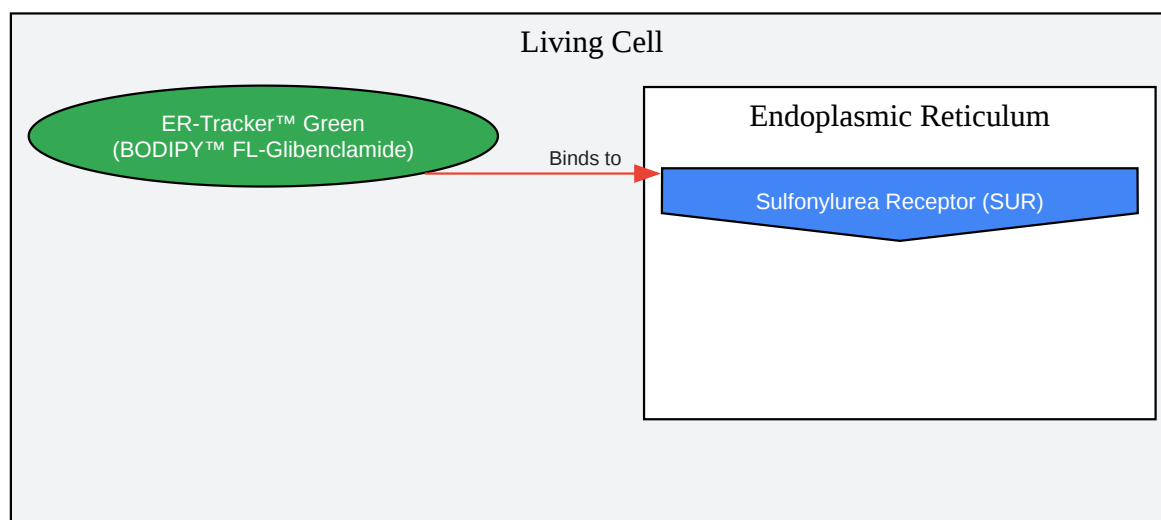 Living Cell
ER-Tracker™ Green
(BODIPY™ FL-Glibenclamide)
Binds to
Endoplasmic Reticulum
Sulfonylurea Receptor (SUR)